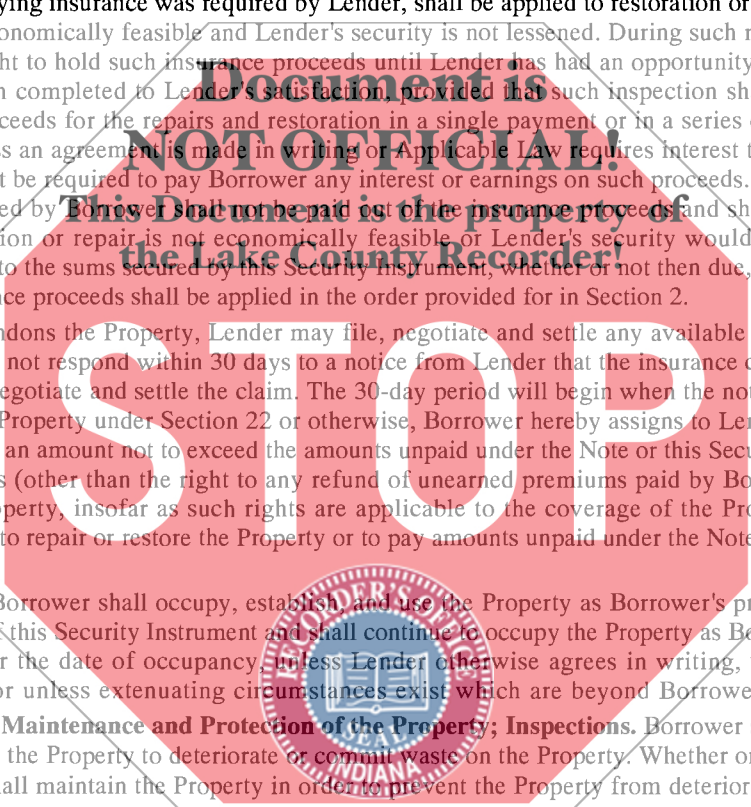 ying insurance was required by Lender, shall be applied to restoration or
onomically feasible and Lender's security is not lessened. During such r
ht to hold such insurance proceeds until Lender has had an opportunity
n completed to Lender's satisfaction, provided that such inspection sh
ceeds for the repairs and restoration in a single payment or in a series
ss an agreement is made in writing or Applicable Law requires interest t
t be required to pay Borrower any interest or earnings on such proceeds.
ed by Borrower shall not be paid out of the insurance proceeds and sh
ion or repair is not economically feasible or Lender's security would
to the sums secured by this Security Instrument, whether or not then due,
nce proceeds shall be applied in the order provided for in Section 2.
Document is
NOT OFFICIAL!
This Document is the property of
the Lake County Recorder!
ndons the Property, Lender may file, negotiate and settle any available
not respond within 30 days to a notice from Lender that the insurance c
egotiate and settle the claim. The 30-day period will begin when the not
Property under Section 22 or otherwise, Borrower hereby assigns to Le
an amount not to exceed the amounts unpaid under the Note or this Secu
s (other than the right to any refund of unearned premiums paid by Bo
perty, insofar as such rights are applicable to the coverage of the Pro
to repair or restore the Property or to pay amounts unpaid under the Note
STOP
Borrower shall occupy, establish, and use the Property as Borrower's p
f this Security Instrument and shall continue to occupy the Property as Bo
r the date of occupancy, unless Lender otherwise agrees in writing,
or unless extenuating circumstances exist which are beyond Borrowe
Maintenance and Protection of the Property; Inspections. Borrower
the Property to deteriorate or commit waste on the Property. Whether or
all maintain the Property in order to prevent the Property from deterior
RECORDER'S OFFICE
SEAL
INDIANA